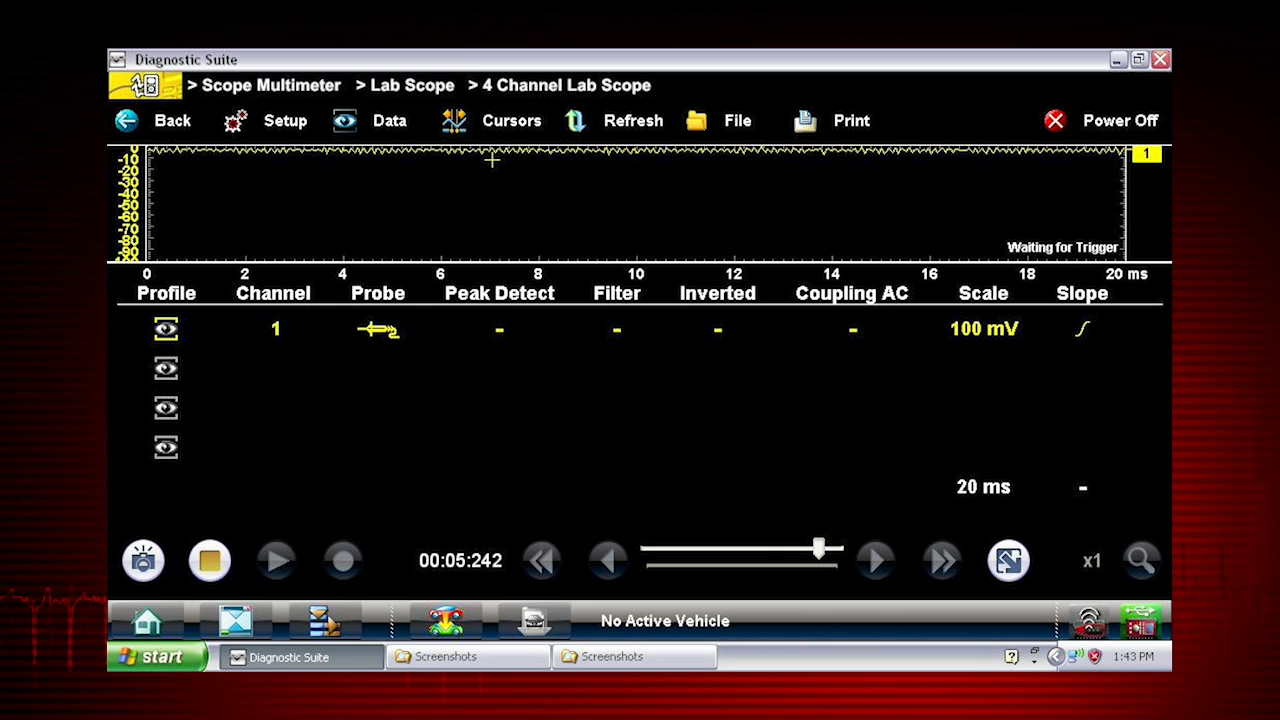 Diagnostic Suite
> Scope Multimeter > Lab Scope > 4 Channel Lab Scope
Back Setup Data Cursors Refresh File Print Power Off
0
-10
-20
-30
-40
-50
-60
-70
-80
1
Waiting for Trigger
0 2 4 6 8 10 12 14 16 18 20 ms
Profile Channel Probe Peak Detect Filter Inverted Coupling AC Scale Slope
1 - - - - 100 mV
20 ms -
00:05:242 x1
No Active Vehicle
start Diagnostic Suite Screenshots Screenshots 1:43 PM